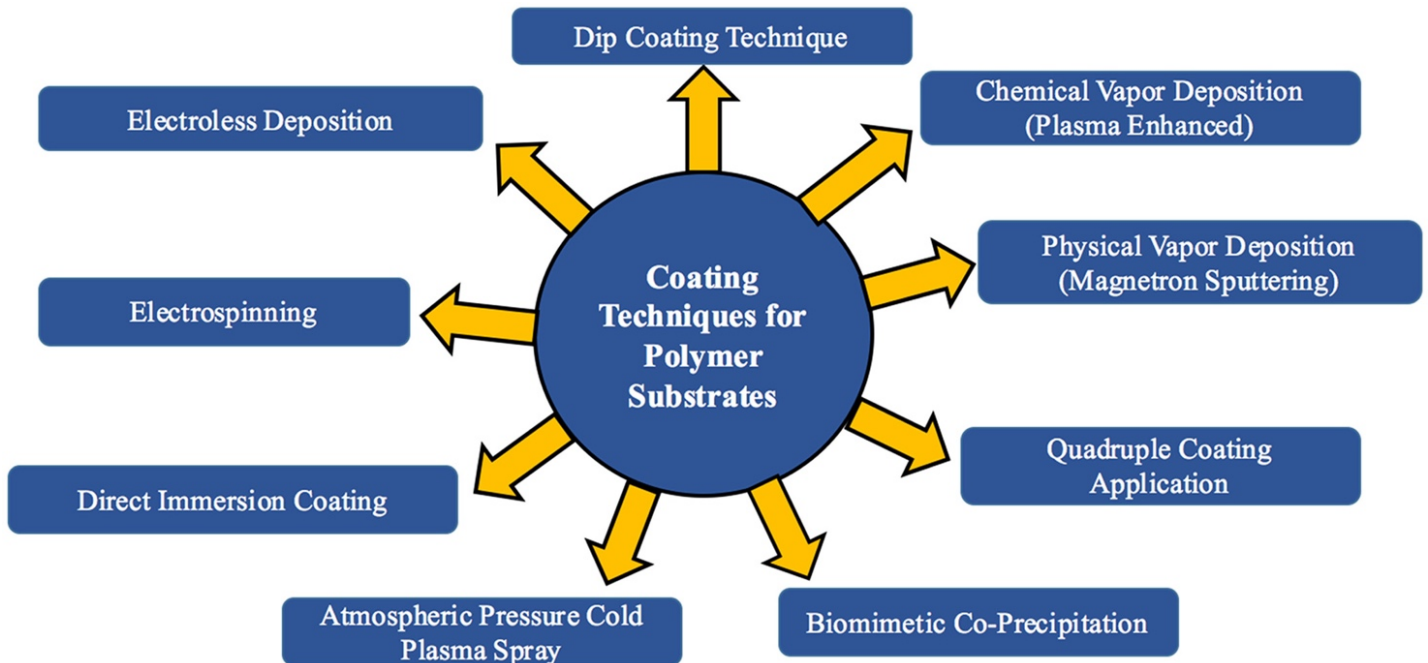 Dip Coating Technique
Chemical Vapor Deposition
(Plasma Enhanced)
Electroless Deposition
Physical Vapor Deposition
(Magnetron Sputtering)
Coating
Techniques for
Polymer
Substrates
Electrospinning
Quadruple Coating
Application
Direct Immersion Coating
Atmospheric Pressure Cold
Plasma Spray
Biomimetic Co-Precipitation